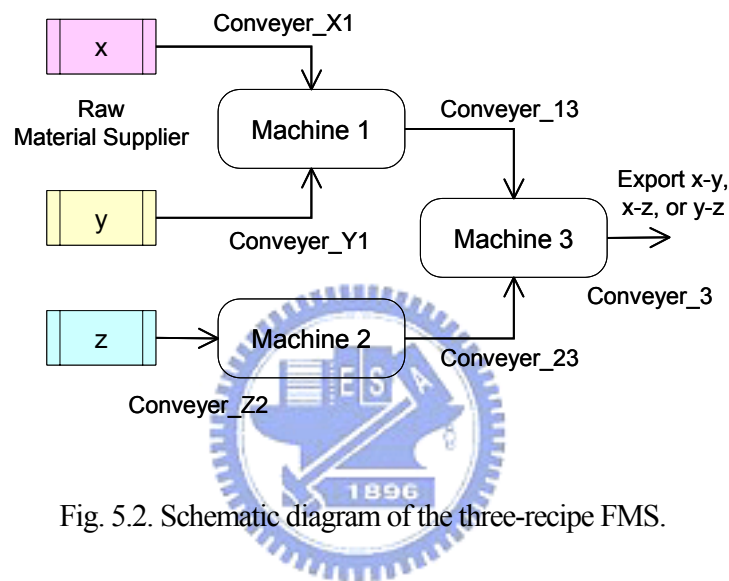 Conveyer_X1
x
Raw
Material Supplier
Machine 1
Conveyer_13
y
Conveyer_Y1
Export x-y,
x-z, or y-z
Machine 3
Conveyer_3
z
Machine 2
Conveyer_23
Conveyer_Z2
E S A
1896
Fig. 5.2. Schematic diagram of the three-recipe FMS.